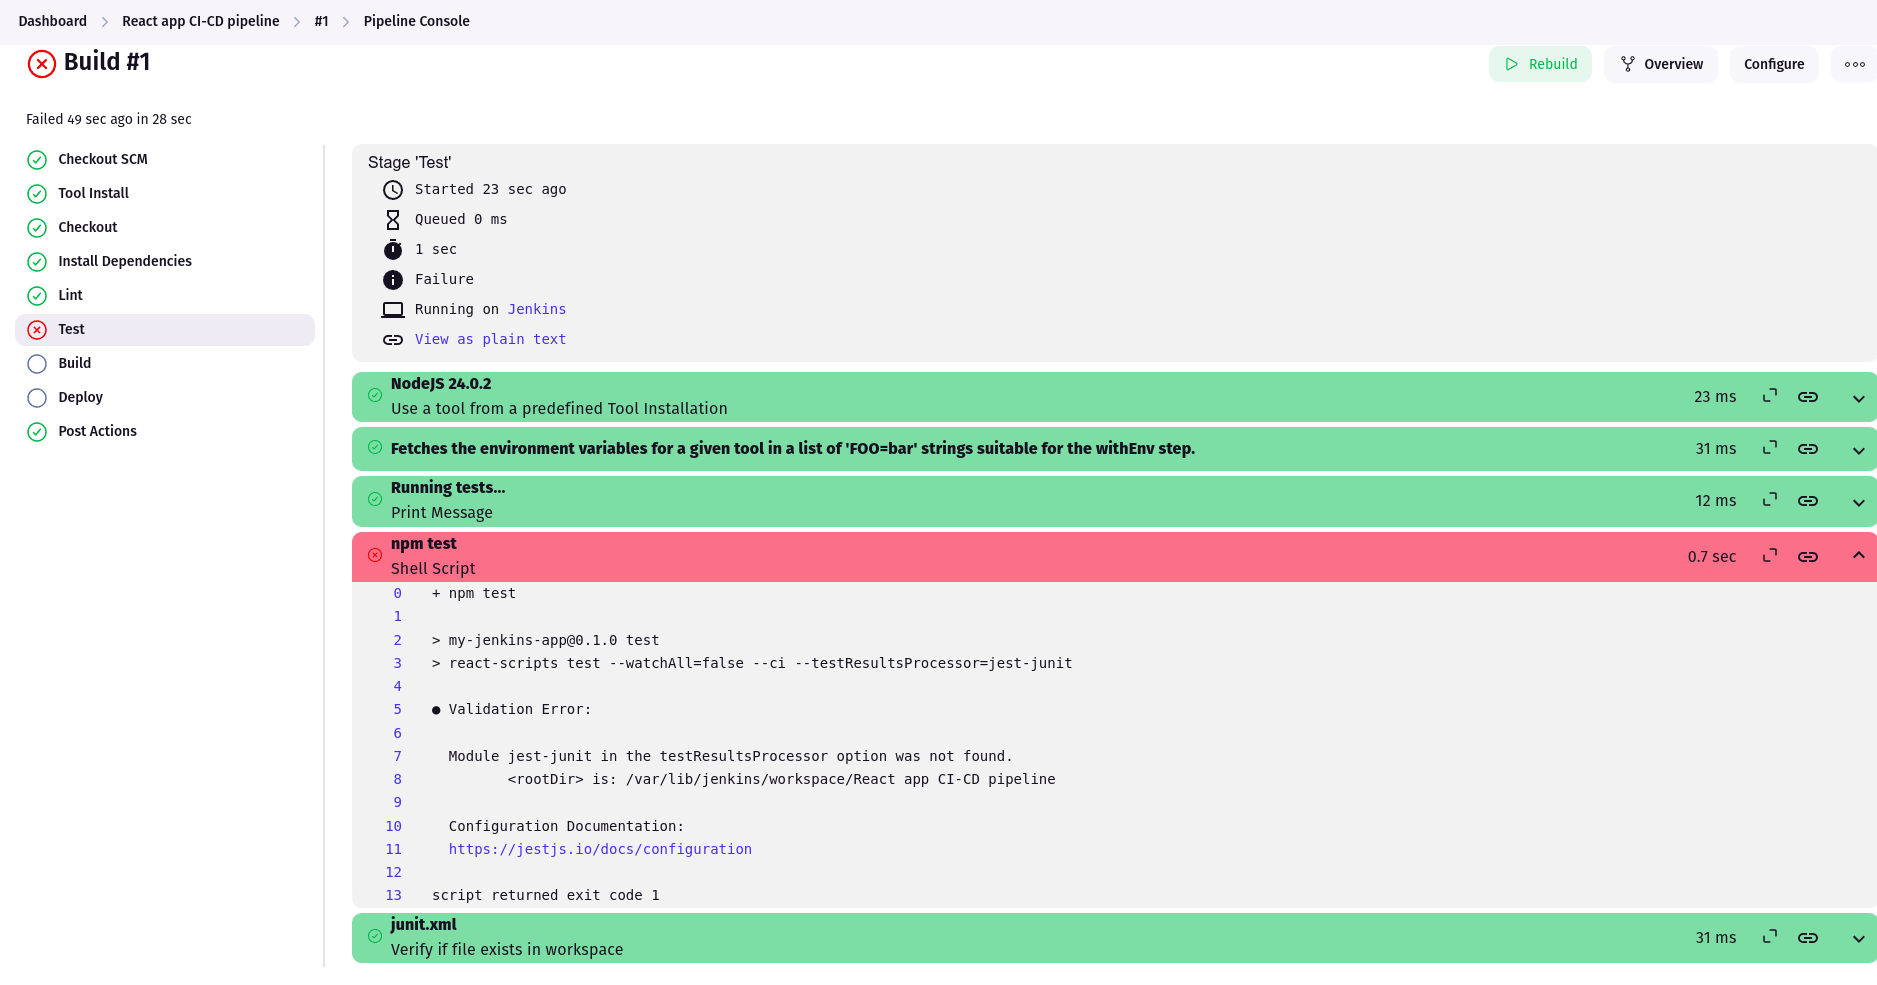 Dashboard > React app CI-CD pipeline > #1 > Pipeline Console
Build #1
Rebuild
Overview
Configure
Failed 49 sec ago in 28 sec
Checkout SCM
Tool Install
Checkout
Install Dependencies
Lint
Test
Build
Deploy
Post Actions
Stage 'Test'
Started 23 sec ago
Queued 0 ms
1 sec
Failure
Running on Jenkins
View as plain text
NodeJS 24.0.2
Use a tool from a predefined Tool Installation
23 ms
Fetches the environment variables for a given tool in a list of 'FOO=bar' strings suitable for the withEnv step.
31 ms
Running tests...
Print Message
12 ms
npm test
Shell Script
0.7 sec
0 + npm test
1
2 > my-jenkins-app@0.1.0 test
3 > react-scripts test --watchAll=false --ci --testResultsProcessor=jest-junit
4
5 ● Validation Error:
6
7 Module jest-junit in the testResultsProcessor option was not found.
8 <rootDir> is: /var/lib/jenkins/workspace/React app CI-CD pipeline
9
10 Configuration Documentation:
11 https://jestjs.io/docs/configuration
12
13 script returned exit code 1
junit.xml
Verify if file exists in workspace
31 ms